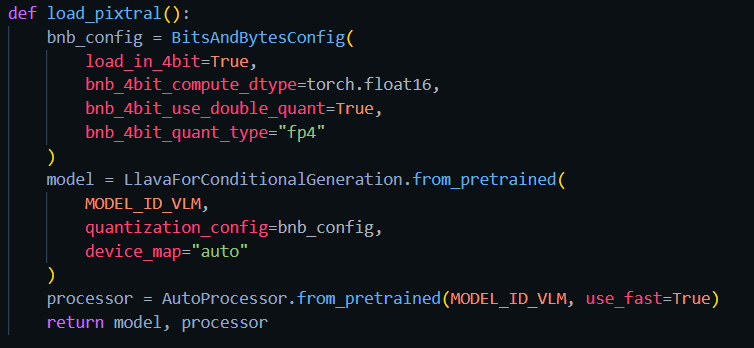 def load_pixtral():
    bnb_config = BitsAndBytesConfig(
        load_in_4bit=True,
        bnb_4bit_compute_dtype=torch.float16,
        bnb_4bit_use_double_quant=True,
        bnb_4bit_quant_type="fp4"
    )
    model = LlavaForConditionalGeneration.from_pretrained(
        MODEL_ID_VLM,
        quantization_config=bnb_config,
        device_map="auto"
    )
    processor = AutoProcessor.from_pretrained(MODEL_ID_VLM, use_fast=True)
    return model, processor